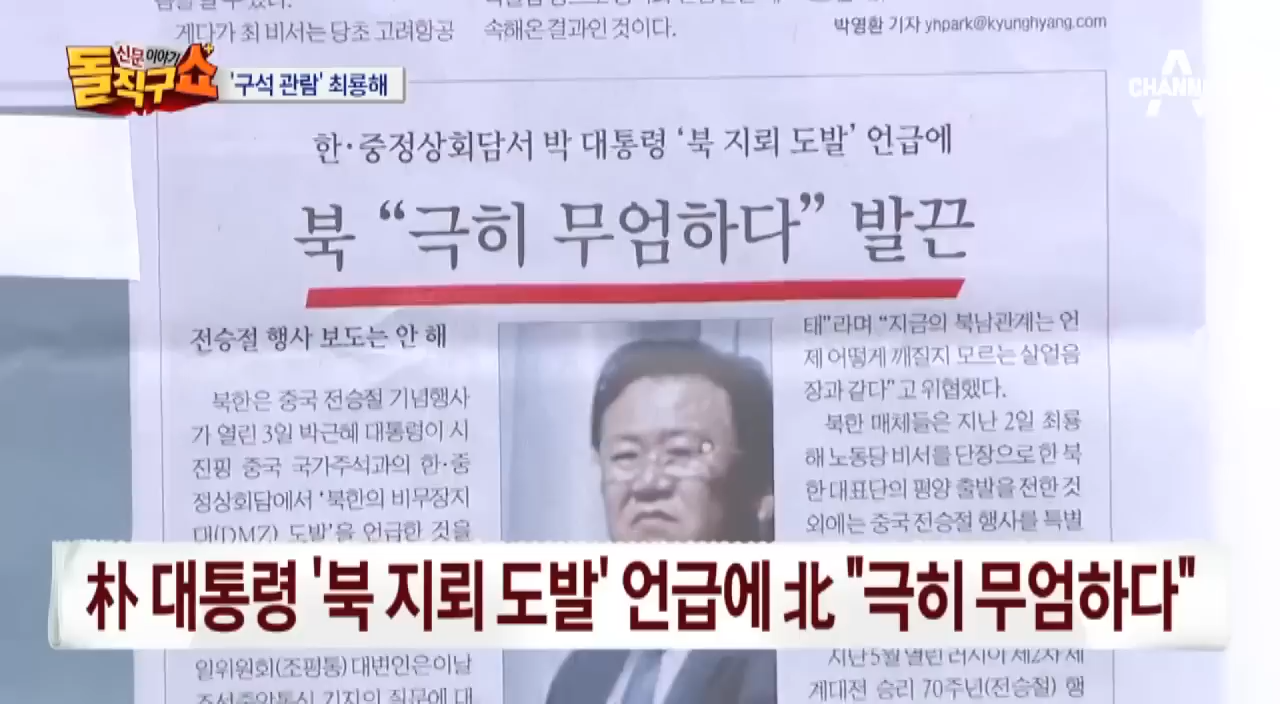 게다가 최 비서는 당초 고려항공
속해온 결과인 것이다.
박영환 기자 yhpark@kyunghyang.com
신문이야기
돌직구쇼+
'구석 관람' 최룡해
CHANNEL A
한·중정상회담서 박 대통령 ‘북 지뢰 도발’ 언급에
북 “극히 무엄하다” 발끈
전승절 행사 보도는 안 해
북한은 중국 전승절 기념행사
가 열린 3일 박근혜 대통령이 시
진핑 중국 국가주석과의 한·중
정상회담에서 ‘북한의 비무장지
대(DMZ) 도발’을 언급한 것을
태”라며 “지금의 북남관계는 언
제 어떻게 깨질지 모르는 살얼음
장과 같다”고 위협했다.
북한 매체들은 지난 2일 최룡
해 노동당 비서를 단장으로 한 북
한 대표단의 평양 출발을 전한 것
외에는 중국 전승절 행사를 특별
朴 대통령 '북 지뢰 도발' 언급에 北 "극히 무엄하다"
일위원회(조평통) 대변인은 이날
조선중앙통신 기자의 질문에 대
지난 5월 열린 러시아 제2차 세
계대전 승리 70주년(전승절) 행